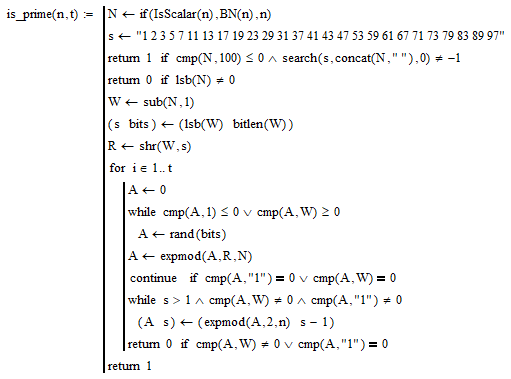 is_prime(n,t) := N ← if(IsScalar(n),BN(n),n)
s ← "1 2 3 5 7 11 13 17 19 23 29 31 37 41 43 47 53 59 61 67 71 73 79 83 89 97"
return 1 if cmp(N,100) ≤ 0 ∧ search(s,concat(N," "),0) ≠ −1
return 0 if lsb(N) ≠ 0
W ← sub(N,1)
(s bits) ← (lsb(W) bitlen(W))
R ← shr(W,s)
for i ∈ 1..t
A ← 0
while cmp(A,1) ≤ 0 ∨ cmp(A,W) ≥ 0
A ← rand(bits)
A ← expmod(A,R,N)
continue if cmp(A,"1") = 0 ∨ cmp(A,W) = 0
while s > 1 ∧ cmp(A,W) ≠ 0 ∧ cmp(A,"1") ≠ 0
(A s) ← (expmod(A,2,n) s − 1)
return 0 if cmp(A,W) ≠ 0 ∨ cmp(A,"1") = 0
return 1